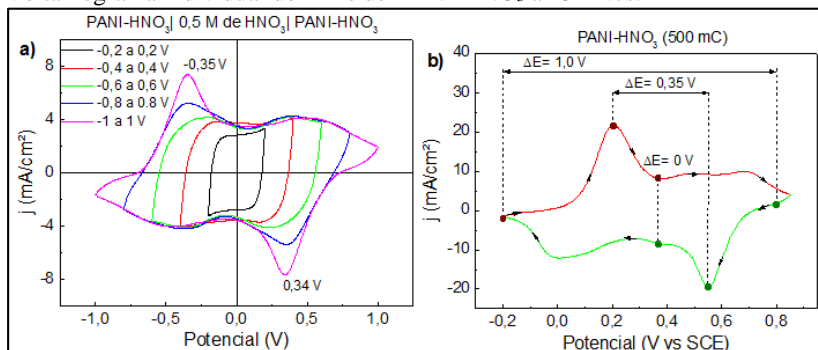 PANI-HNO₃| 0,5 M de HNO₃| PANI-HNO₃
a)
-0,2 a 0,2 V
-0,4 a 0,4 V
-0,6 a 0,6 V
-0,8 a 0.8 V
-1 a 1 V
-0,35 V
0,34 V
8
4
0
-4
-8
j (mA/cm²)
-1,0
-0,5
0,0
0,5
1,0
Potencial (V)
b)
PANI-HNO₃ (500 mC)
ΔE= 1,0 V
ΔE= 0,35 V
ΔE= 0 V
40
30
20
10
0
-10
-20
j (mA/cm²)
-0,2
0,0
0,2
0,4
0,6
0,8
Potencial (V vs SCE)